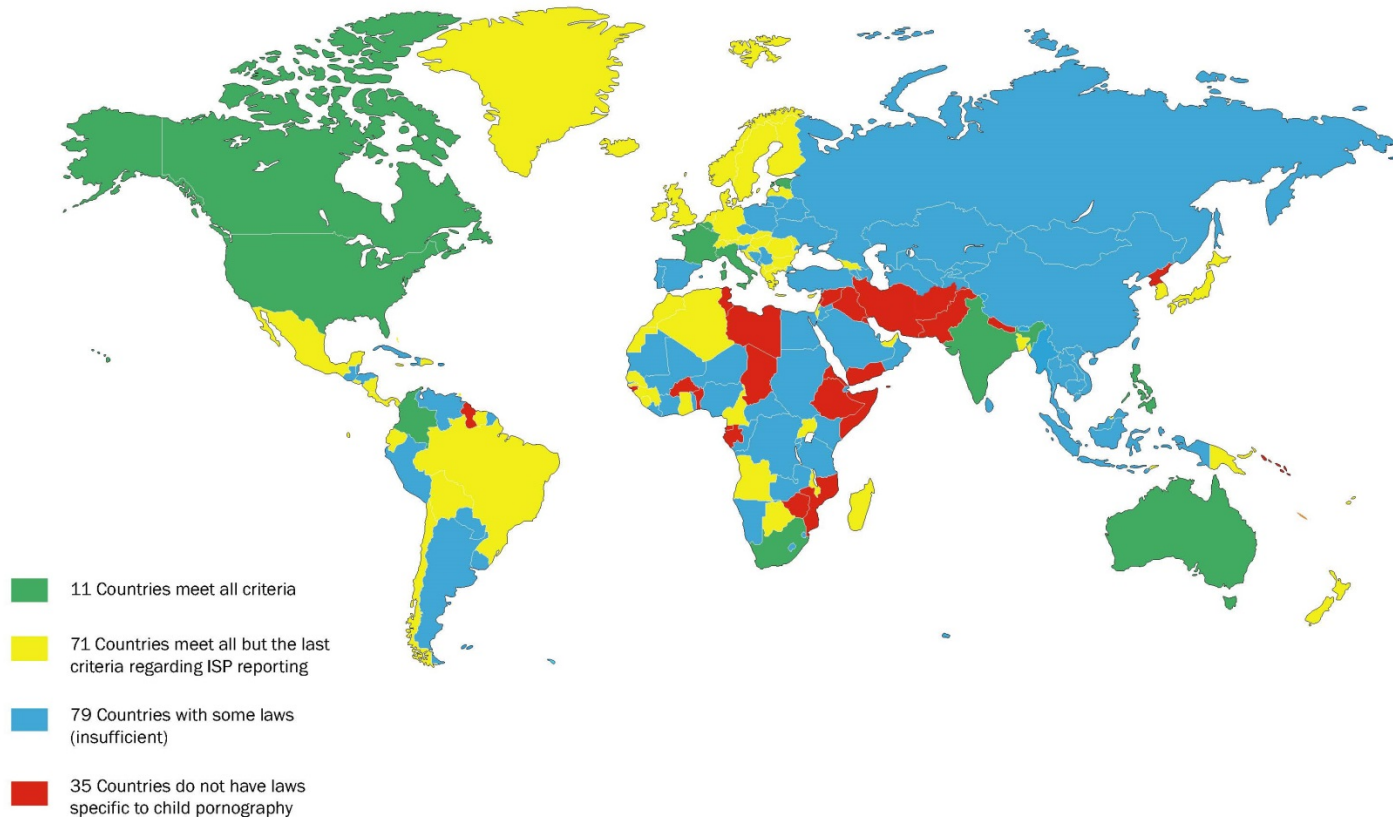 11 Countries meet all criteria
71 Countries meet all but the last
criteria regarding ISP reporting
79 Countries with some laws
(insufficient)
35 Countries do not have laws
specific to child pornography